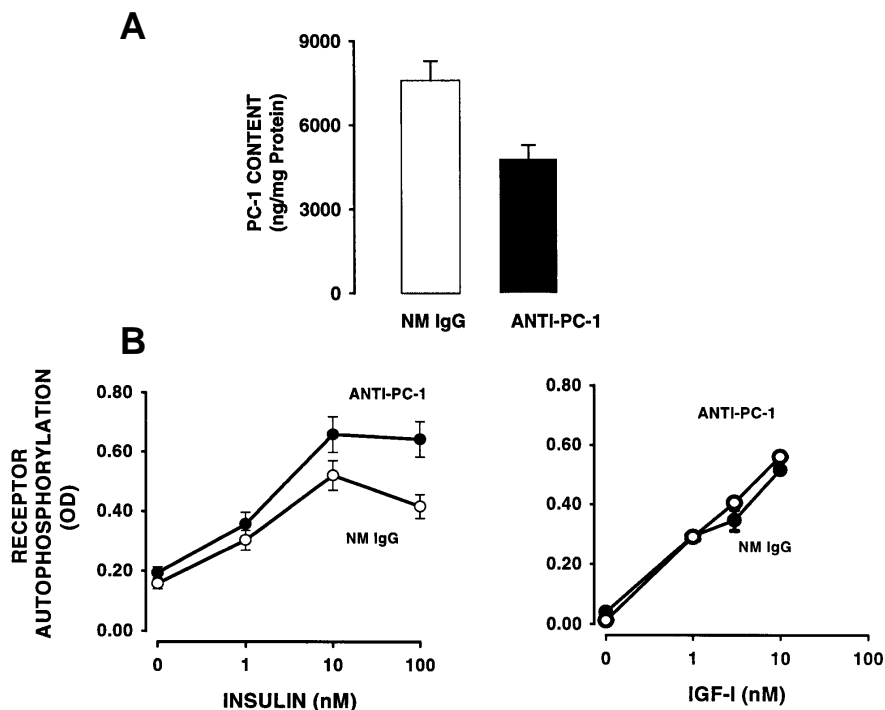 A
9000
6000
3000
0
PC-1 CONTENT
(ng/mg Protein)
NM IgG
ANTI-PC-1
B
RECEPTOR
AUTOPHOSPHORYLATION
(OD)
0.80
0.60
0.40
0.20
0.00
ANTI-PC-1
NM IgG
0
1
10
100
INSULIN (nM)
0.80
0.60
0.40
0.20
0.00
ANTI-PC-1
NM IgG
0
1
10
100
IGF-I (nM)